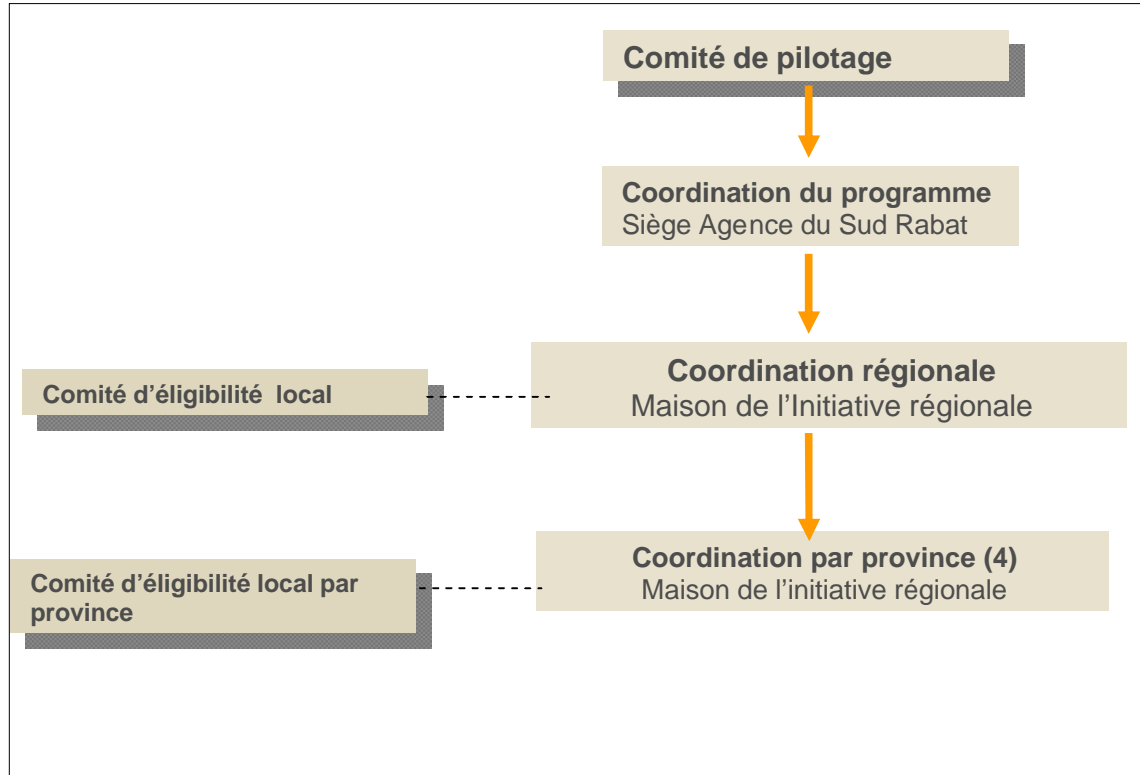 Comité de pilotage
Coordination du programme
Siège Agence du Sud Rabat
Coordination régionale
Maison de l’Initiative régionale
Comité d’éligibilité  local
Coordination par province (4)
Maison de l’initiative régionale
Comité d’éligibilité local par
province